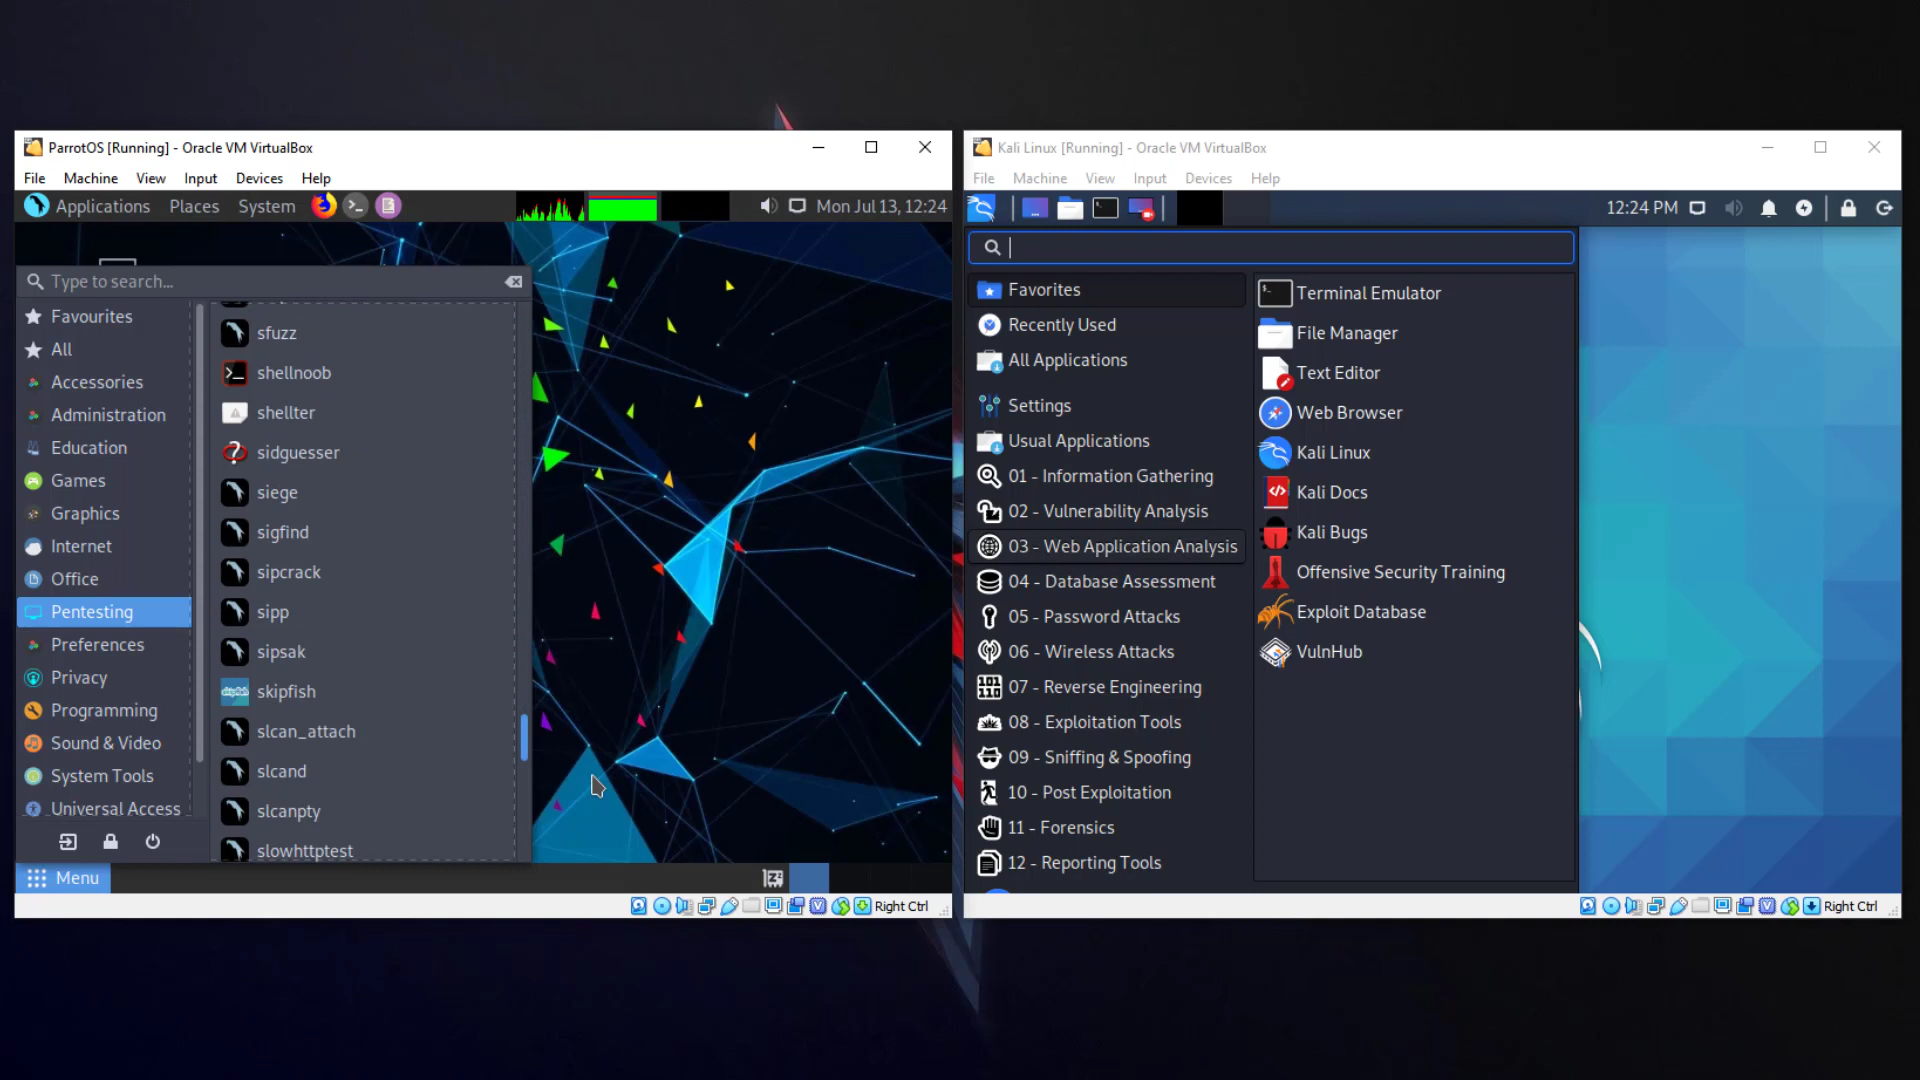 ParrotOS [Running] - Oracle VM VirtualBox
File Machine View Input Devices Help
Applications Places System
Mon Jul 13, 12:24
Type to search...
Favourites
All
Accessories
Administration
Education
Games
Graphics
Internet
Office
Pentesting
Preferences
Privacy
Programming
Sound & Video
System Tools
Universal Access
sfuzz
shellnoob
shellter
sidguesser
siege
sigfind
sipcrack
sipp
sipsak
skipfish
slcan_attach
slcand
slcanpty
slowhttptest
Menu
Right Ctrl
Kali Linux [Running] - Oracle VM VirtualBox
File Machine View Input Devices Help
12:24 PM
Favorites
Recently Used
All Applications
Settings
Usual Applications
01 - Information Gathering
02 - Vulnerability Analysis
03 - Web Application Analysis
04 - Database Assessment
05 - Password Attacks
06 - Wireless Attacks
07 - Reverse Engineering
08 - Exploitation Tools
09 - Sniffing & Spoofing
10 - Post Exploitation
11 - Forensics
12 - Reporting Tools
Terminal Emulator
File Manager
Text Editor
Web Browser
Kali Linux
Kali Docs
Kali Bugs
Offensive Security Training
Exploit Database
VulnHub
Right Ctrl